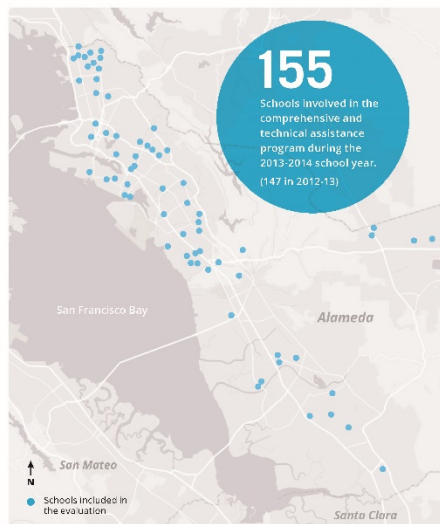 155
Schools involved in the
comprehensive and
technical assistance
program during the
2013-2014 school year.
(147 in 2012-13)
San Francisco Bay
Alameda
San Mateo
N
Schools included in
the evaluation
Santa Clara